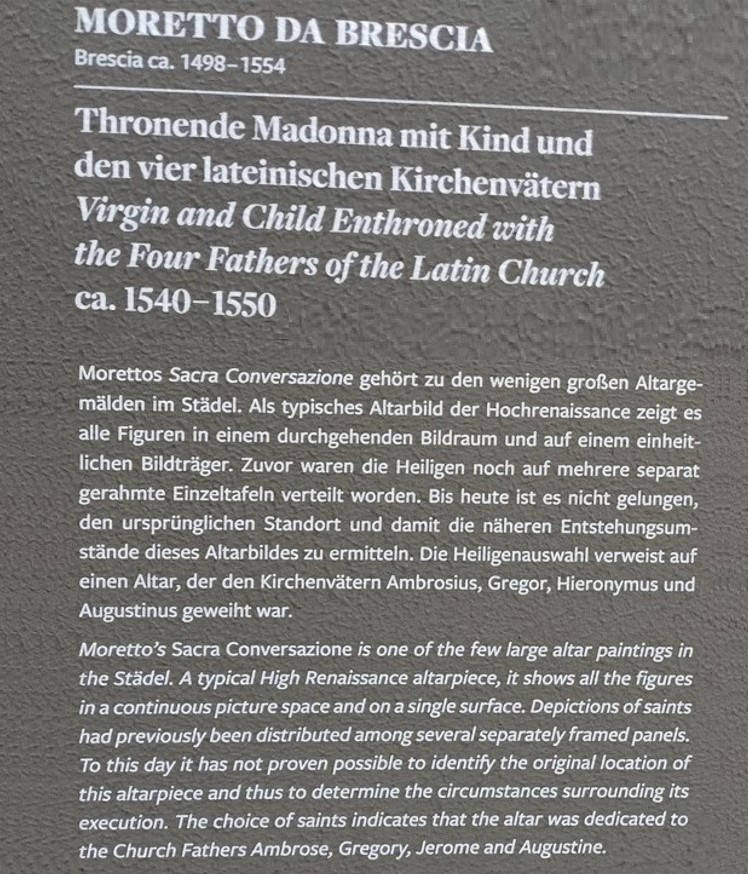 MORETTO DA BRESCIA
Brescia ca. 1498–1554
Thronende Madonna mit Kind und
den vier lateinischen Kirchenvätern
Virgin and Child Enthroned with
the Four Fathers of the Latin Church
ca. 1540–1550
Morettos Sacra Conversazione gehört zu den wenigen großen Altarge-
mälden im Städel. Als typisches Altarbild der Hochrenaissance zeigt es
alle Figuren in einem durchgehenden Bildraum und auf einem einheit-
lichen Bildträger. Zuvor waren die Heiligen noch auf mehrere separat
gerahmte Einzeltafeln verteilt worden. Bis heute ist es nicht gelungen,
den ursprünglichen Standort und damit die näheren Entstehungsum-
stände dieses Altarbildes zu ermitteln. Die Heiligenauswahl verweist auf
einen Altar, der den Kirchenvätern Ambrosius, Gregor, Hieronymus und
Augustinus geweiht war.
Moretto's Sacra Conversazione is one of the few large altar paintings in
the Städel. A typical High Renaissance altarpiece, it shows all the figures
in a continuous picture space and on a single surface. Depictions of saints
had previously been distributed among several separately framed panels.
To this day it has not proven possible to identify the original location of
this altarpiece and thus to determine the circumstances surrounding its
execution. The choice of saints indicates that the altar was dedicated to
the Church Fathers Ambrose, Gregory, Jerome and Augustine.